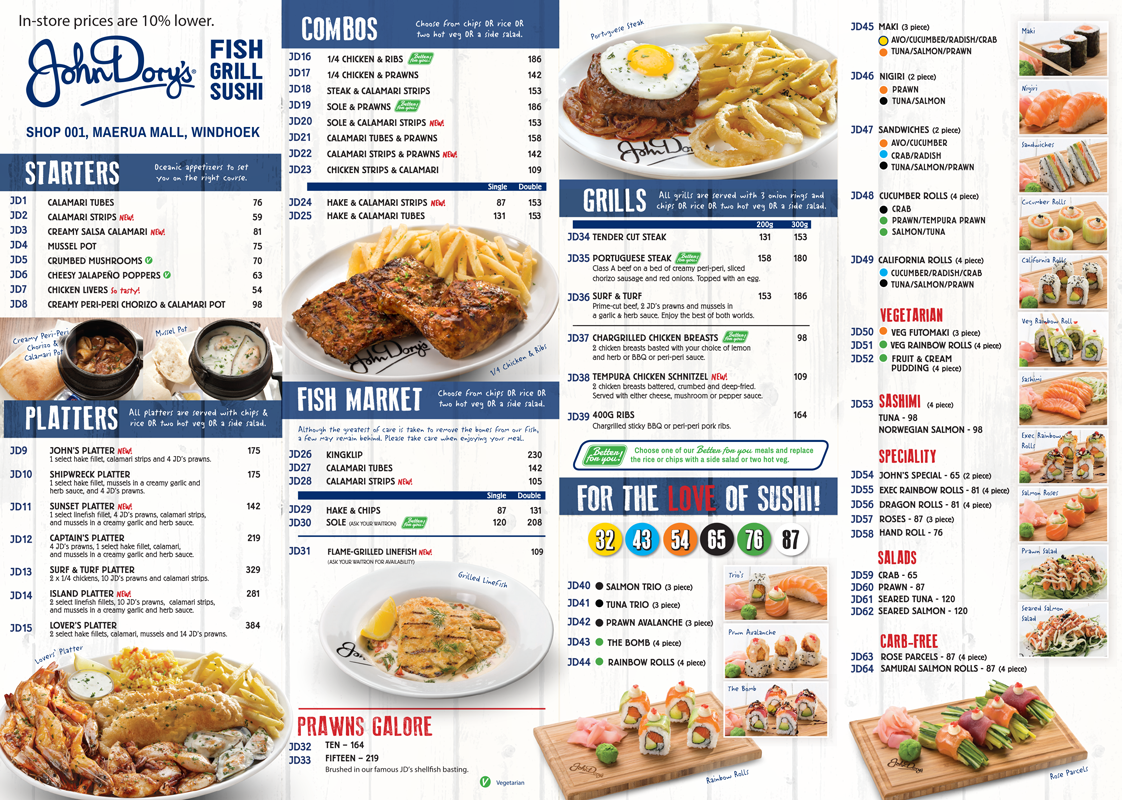 In-store prices are 10% lower.
John Dory's
FISH
GRILL
SUSHI
SHOP 001, MAERUA MALL, WINDHOEK
STARTERS
Oceanic appetizers to set
you on the right course.
JD1 CALAMARI TUBES 76
JD2 CALAMARI STRIPS NEW! 59
JD3 CREAMY SALSA CALAMARI NEW! 81
JD4 MUSSEL POT 75
JD5 CRUMBED MUSHROOMS V 70
JD6 CHEESY JALAPEÑO POPPERS V 63
JD7 CHICKEN LIVERS So tasty! 54
JD8 CREAMY PERI-PERI CHORIZO & CALAMARI POT 98
Creamy Peri-Peri
Chorizo &
Calamari Pot
Mussel Pot
PLATTERS
All platters are served with chips &
rice OR two hot veg OR a side salad.
JD9 JOHN'S PLATTER NEW! 175
1 select hake fillet, calamari strips and 4 JD's prawns.
JD10 SHIPWRECK PLATTER 175
1 select hake fillet, mussels in a creamy garlic and
herb sauce, and 4 JD's prawns.
JD11 SUNSET PLATTER NEW! 142
1 select linefish fillet, 4 JD's prawns, calamari strips,
and mussels in a creamy garlic and herb sauce.
JD12 CAPTAIN'S PLATTER 219
4 JD's prawns, 1 select hake fillet, calamari,
and mussels in a creamy garlic and herb sauce.
JD13 SURF & TURF PLATTER 329
2 x 1/4 chickens, 10 JD's prawns and calamari strips.
JD14 ISLAND PLATTER NEW! 281
2 select linefish fillets, 10 JD's prawns, calamari strips,
and mussels in a creamy garlic and herb sauce.
JD15 LOVER'S PLATTER 384
2 select hake fillets, calamari, mussels and 14 JD's prawns.
Lovers' Platter
John Dory's
COMBOS
Choose from chips OR rice OR
two hot veg OR a side salad.
JD16 1/4 CHICKEN & RIBS Better for you! 186
JD17 1/4 CHICKEN & PRAWNS 142
JD18 STEAK & CALAMARI STRIPS 153
JD19 SOLE & PRAWNS Better for you! 186
JD20 SOLE & CALAMARI STRIPS NEW! 153
JD21 CALAMARI TUBES & PRAWNS 158
JD22 CALAMARI STRIPS & PRAWNS NEW! 142
JD23 CHICKEN STRIPS & CALAMARI 109
Single Double
JD24 HAKE & CALAMARI STRIPS NEW! 87 153
JD25 HAKE & CALAMARI TUBES 131 153
John Dory's
1/4 Chicken & Ribs
FISH MARKET
Choose from chips OR rice OR
two hot veg OR a side salad.
Although the greatest of care is taken to remove the bones from our fish,
a few may remain behind. Please take care when enjoying your meal.
JD26 KINGKLIP 230
JD27 CALAMARI TUBES 142
JD28 CALAMARI STRIPS NEW! 105
Single Double
JD29 HAKE & CHIPS 87 131
JD30 SOLE (ASK YOUR WAITRON) Better for you! 120 208
JD31 FLAME-GRILLED LINEFISH NEW! 109
(ASK YOUR WAITRON FOR AVAILABILITY)
Grilled Linefish
PRAWNS GALORE
JD32 TEN – 164
JD33 FIFTEEN – 219
Brushed in our famous JD's shellfish basting.
V Vegetarian
Portuguese Steak
John Dory's
GRILLS
All grills are served with 3 onion rings and
chips OR rice OR two hot veg OR a side salad.
200g 300g
JD34 TENDER CUT STEAK 131 153
JD35 PORTUGUESE STEAK Better for you! 158 180
Class A beef on a bed of creamy peri-peri, sliced
chorizo sausage and red onions. Topped with an egg.
JD36 SURF & TURF 153 186
Prime-cut beef, 2 JD's prawns and mussels in
a garlic & herb sauce. Enjoy the best of both worlds.
JD37 CHARGRILLED CHICKEN BREASTS Better for you! 98
2 chicken breasts basted with your choice of lemon
and herb or BBQ or peri-peri sauce.
JD38 TEMPURA CHICKEN SCHNITZEL NEW! 109
2 chicken breasts battered, crumbed and deep-fried.
Served with either cheese, mushroom or pepper sauce.
JD39 400G RIBS 164
Chargrilled sticky BBQ or peri-peri pork ribs.
Better for you!
Choose one of our Better for you meals and replace
the rice or chips with a side salad or two hot veg.
FOR THE LOVE OF SUSHI!
32 43 54 65 76 87
JD40 SALMON TRIO (3 piece)
JD41 TUNA TRIO (3 piece)
JD42 PRAWN AVALANCHE (3 piece)
JD43 THE BOMB (4 piece)
JD44 RAINBOW ROLLS (4 piece)
Trio's
Prwn Avalanche
The Bomb
John Dory's
Rainbow Rolls
JD45 MAKI (3 piece)
AVO/CUCUMBER/RADISH/CRAB
TUNA/SALMON/PRAWN
JD46 NIGIRI (2 piece)
PRAWN
TUNA/SALMON
JD47 SANDWICHES (2 piece)
AVO/CUCUMBER
CRAB/RADISH
TUNA/SALMON/PRAWN
JD48 CUCUMBER ROLLS (4 piece)
CRAB
PRAWN/TEMPURA PRAWN
SALMON/TUNA
JD49 CALIFORNIA ROLLS (4 piece)
CUCUMBER/RADISH/CRAB
TUNA/SALMON/PRAWN
VEGETARIAN
JD50 VEG FUTOMAKI (3 piece)
JD51 VEG RAINBOW ROLLS (4 piece)
JD52 FRUIT & CREAM
PUDDING (4 piece)
JD53 SASHIMI (4 piece)
TUNA - 98
NORWEGIAN SALMON - 98
SPECIALITY
JD54 JOHN'S SPECIAL - 65 (2 piece)
JD55 EXEC RAINBOW ROLLS - 81 (4 piece)
JD56 DRAGON ROLLS - 81 (4 piece)
JD57 ROSES - 87 (3 piece)
JD58 HAND ROLL - 76
SALADS
JD59 CRAB - 65
JD60 PRAWN - 87
JD61 SEARED TUNA - 120
JD62 SEARED SALMON - 120
CARB-FREE
JD63 ROSE PARCELS - 87 (4 piece)
JD64 SAMURAI SALMON ROLLS - 87 (4 piece)
Maki
Nigiri
Sandwiches
Cucumber Rolls
California Rolls
Veg Rainbow Roll
Sashimi
Exec Rainbow
Rolls
Salmon Roses
Prawn Salad
Seared Salmon
Salad
John Dory's
Rose Parcels